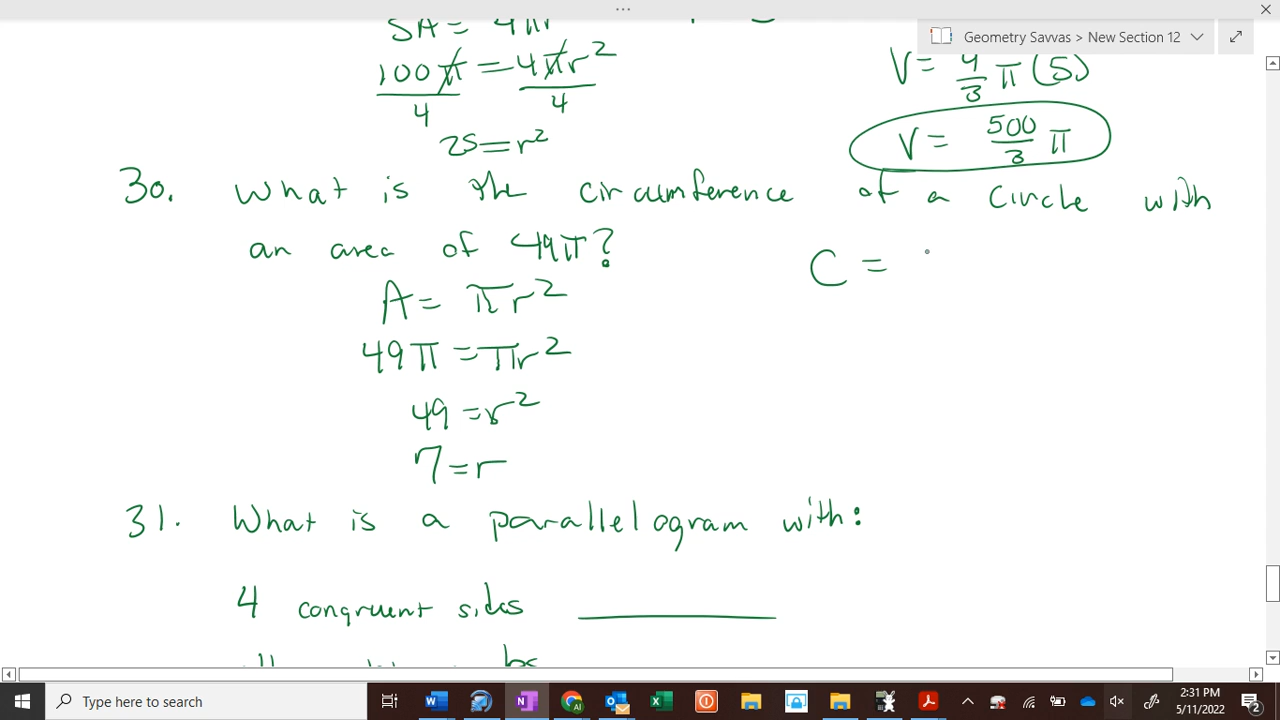 ...
Geometry Savvas > New Section 12
SA = 4πr
100π = 4πr²
4 4
25 = r²
V = 4/3 π (5)
V = 500/3 π
30. What is the circumference of a circle with
an area of 49π?
C =
A = πr²
49π = πr²
49 = r²
7 = r
31. What is a parallelogram with:
4 congruent sides
Type here to search
2:31 PM
5/11/2022
2